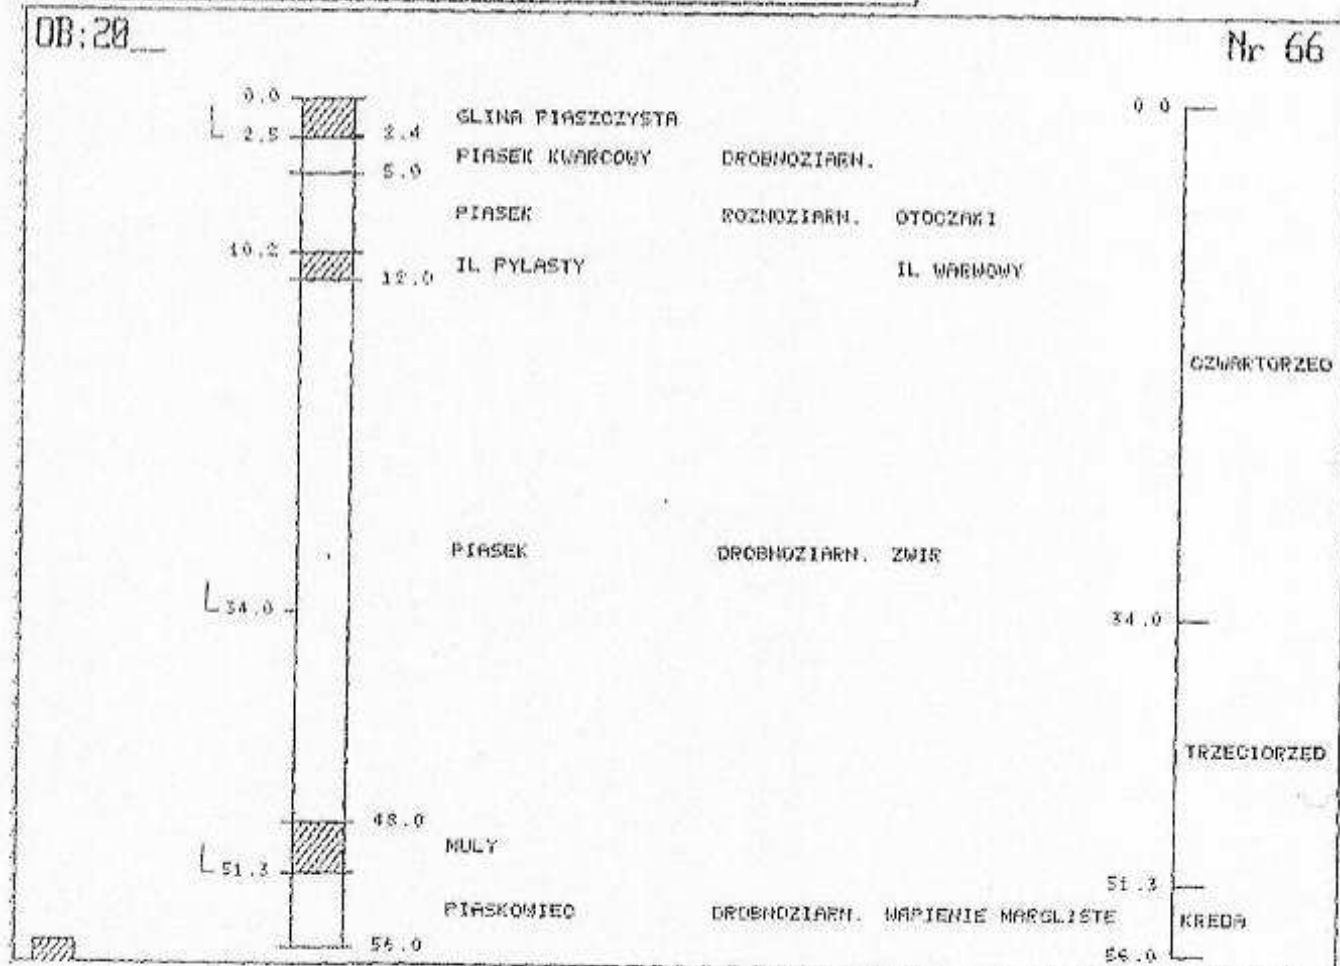 OB:20__ Nr 66
0.0 0.0
GLINA PIASZCZYSTA
2.5 2.4
PIASEK KWARCOWY DROBNOZIARN.
5.9
PIASEK ROZNOZIARN. OTOCZAKI
10.2
IL PYLASTY IL WARWOWY
12.0
CZWARTORZED
PIASEK DROBNOZIARN. ZWIR
34.0 34.0
TRZECIORZED
48.0
MULY
51.3 51.3
PIASKOWIEC DROBNOZIARN. WAPIENIE MARGLISTE KREDA
56.0 56.0